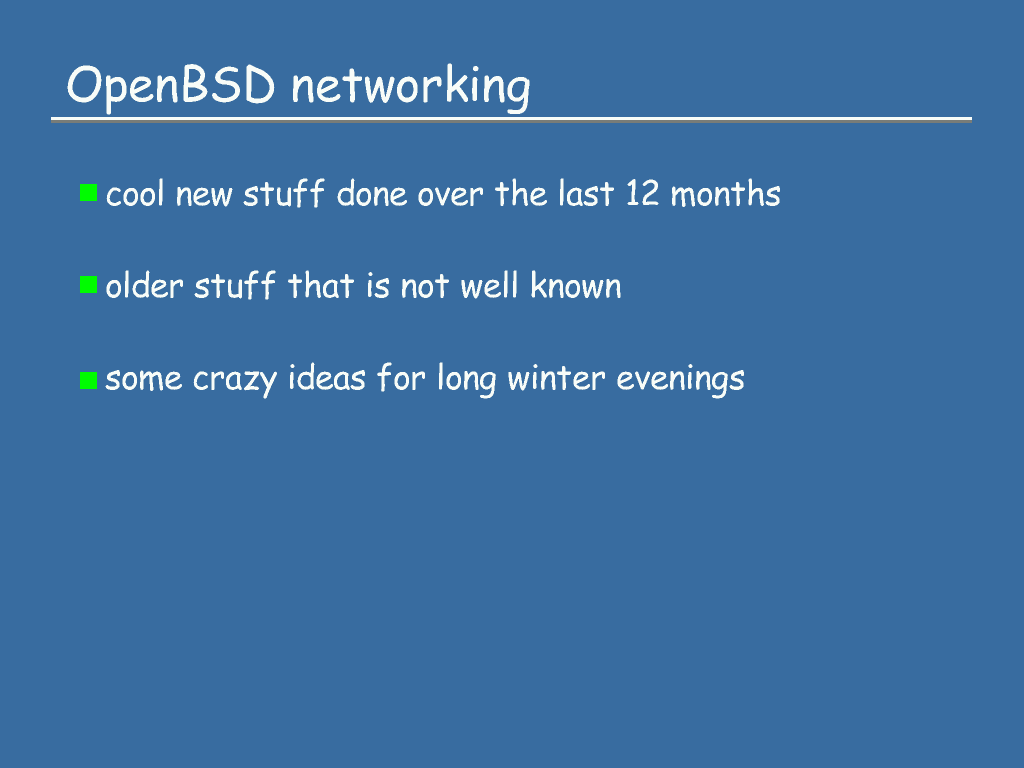 OpenBSD networking
cool new stuff done over the last 12 months
older stuff that is not well known
some crazy ideas for long winter evenings